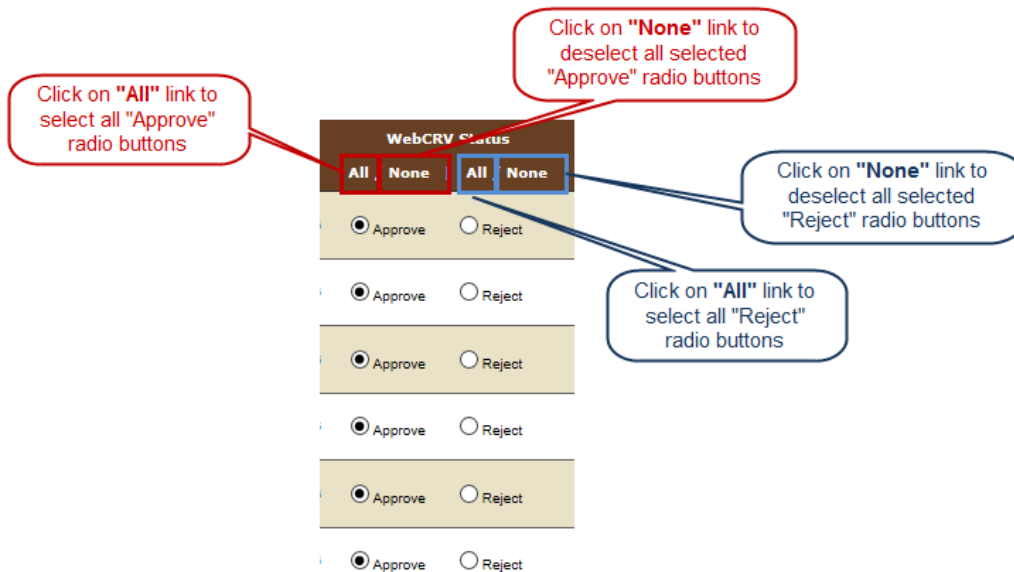 Click on "None" link to
deselect all selected
"Approve" radio buttons
Click on "All" link to
select all "Approve"
radio buttons
WebCRV Status
All / None | All / None
Click on "None" link to
deselect all selected
"Reject" radio buttons
Approve Reject
Approve Reject
Click on "All" link to
select all "Reject"
radio buttons
Approve Reject
Approve Reject
Approve Reject
Approve Reject